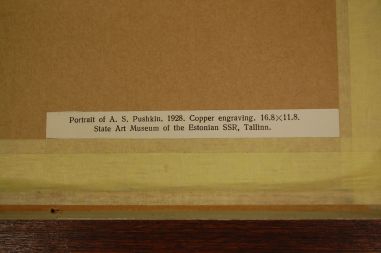 Portrait of A. S. Pushkin. 1928. Copper engraving. 16.8×11.8.
State Art Museum of the Estonian SSR, Tallinn.